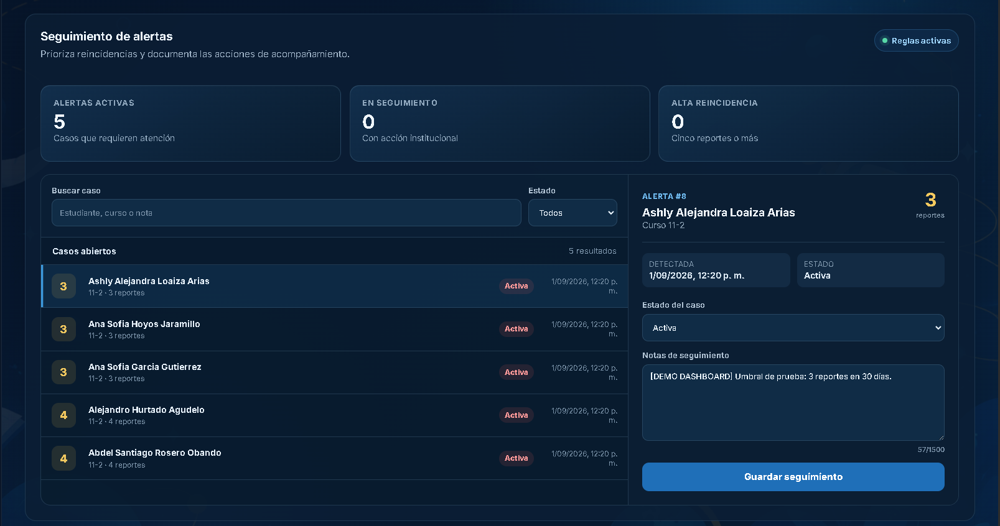 Seguimiento de alertas
Prioriza reincidencias y documenta las acciones de acompañamiento.
Reglas activas
ALERTAS ACTIVAS
5
Casos que requieren atención
EN SEGUIMIENTO
0
Con acción institucional
ALTA REINCIDENCIA
0
Cinco reportes o más
Buscar caso
Estudiante, curso o nota
Estado
Todos
Casos abiertos
5 resultados
3
Ashly Alejandra Loaiza Arias
11-2 · 3 reportes
Activa
1/09/2026, 12:20 p.
m.
3
Ana Sofia Hoyos Jaramillo
11-2 · 3 reportes
Activa
1/09/2026, 12:20 p.
m.
3
Ana Sofia Garcia Gutierrez
11-2 · 3 reportes
Activa
1/09/2026, 12:20 p.
m.
4
Alejandro Hurtado Agudelo
11-2 · 4 reportes
Activa
1/09/2026, 12:20 p.
m.
4
Abdel Santiago Rosero Obando
11-2 · 4 reportes
Activa
1/09/2026, 12:20 p.
m.
ALERTA #8
Ashly Alejandra Loaiza Arias
Curso 11-2
3
reportes
DETECTADA
1/09/2026, 12:20 p. m.
ESTADO
Activa
Estado del caso
Activa
Notas de seguimiento
[DEMO DASHBOARD] Umbral de prueba: 3 reportes en 30 días.
57/1500
Guardar seguimiento